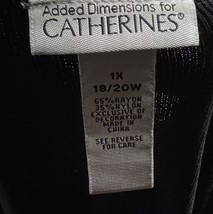 Added Dimensions for
CATHERINES®
1X
18/20W
65% RAYON
35% NYLON
EXCLUSIVE OF
DECORATION
MADE IN
CHINA
SEE REVERSE
FOR CARE